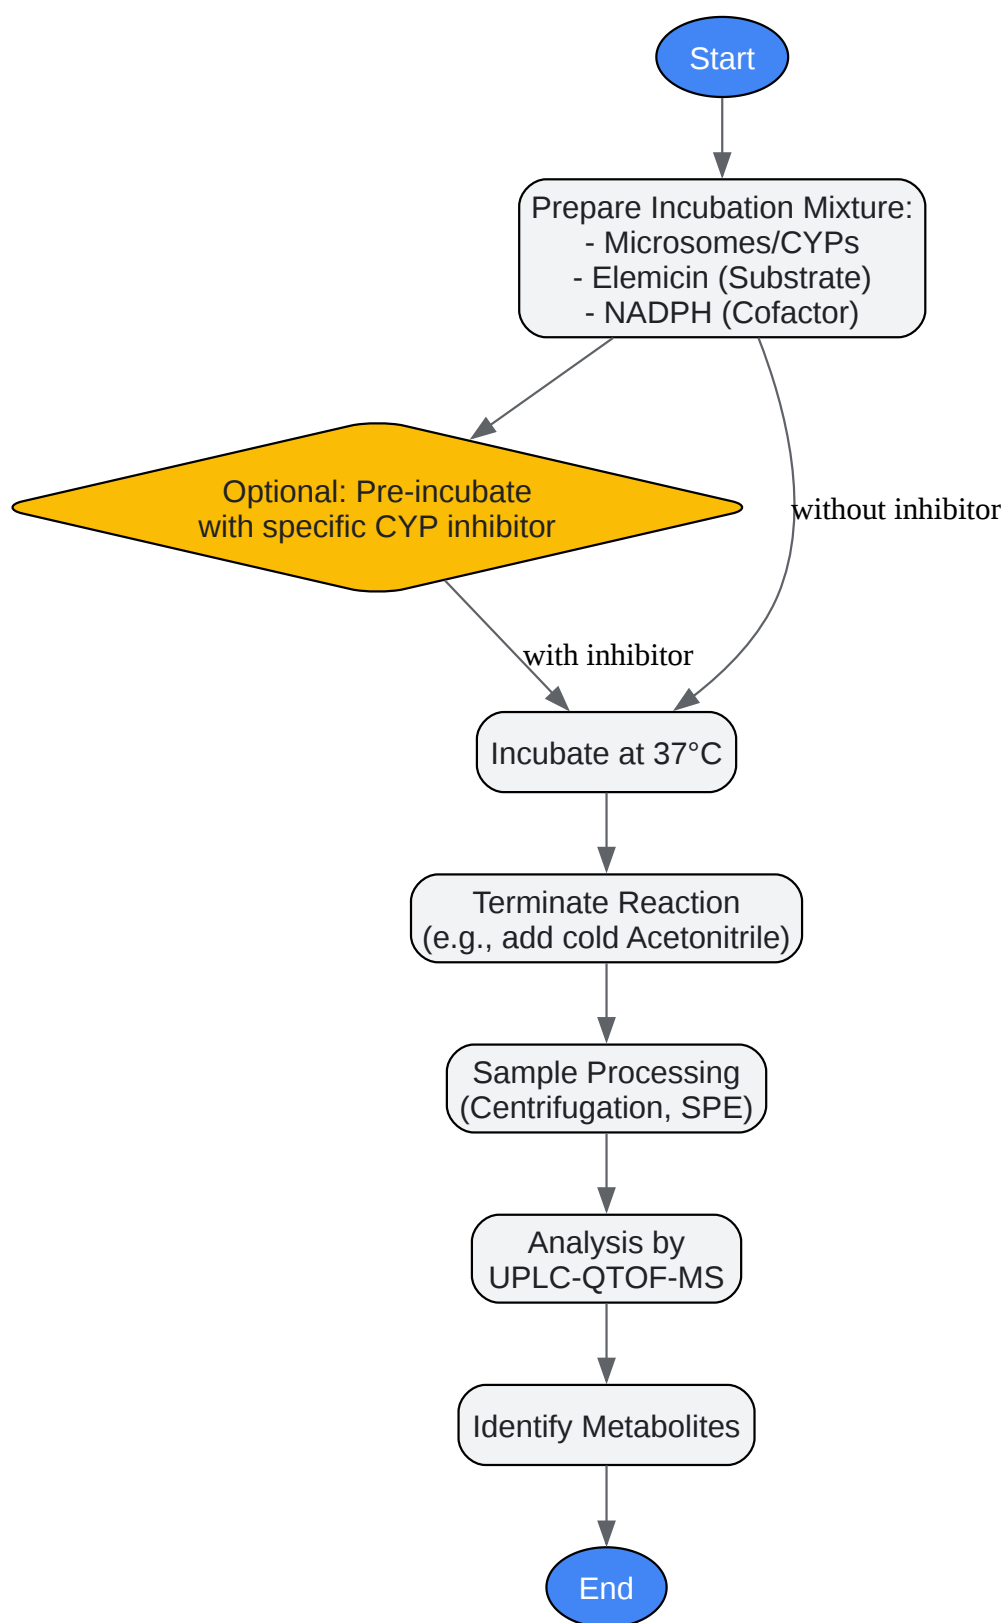 Start
Prepare Incubation Mixture:
- Microsomes/CYPs
- Elemicin (Substrate)
- NADPH (Cofactor)
Optional: Pre-incubate
with specific CYP inhibitor
without inhibitor
with inhibitor
Incubate at 37°C
Terminate Reaction
(e.g., add cold Acetonitrile)
Sample Processing
(Centrifugation, SPE)
Analysis by
UPLC-QTOF-MS
Identify Metabolites
End